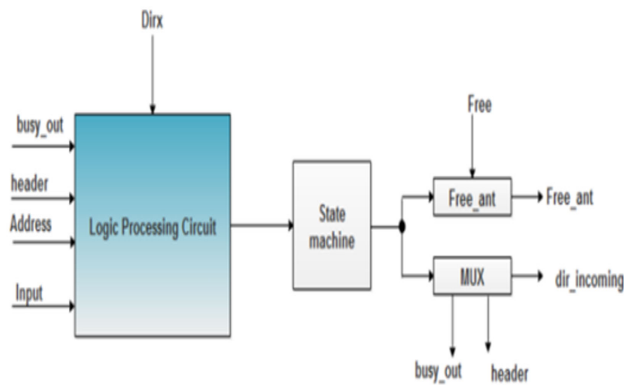 Dirx
busy_out
header
Address
Input
Logic Processing Circuit
State
machine
Free
Free_ant
Free_ant
MUX
dir_incoming
busy_out
header